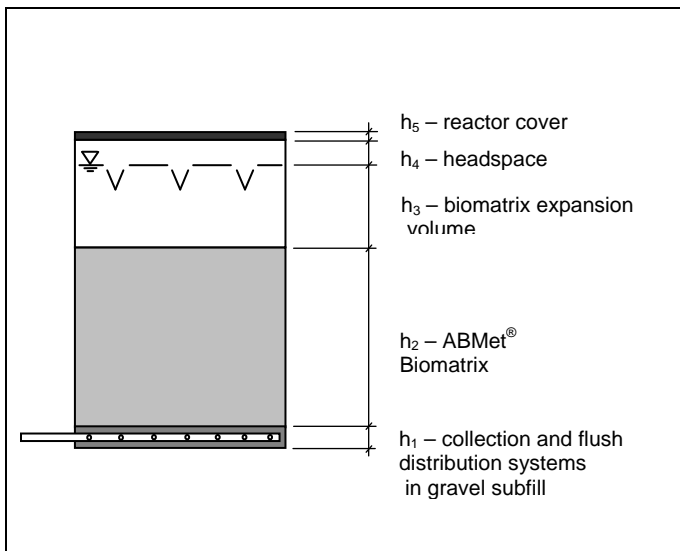 h₅ – reactor cover
h₄ – headspace
h₃ – biomatrix expansion
volume
h₂ – ABMet®
Biomatrix
h₁ – collection and flush
distribution systems
in gravel subfill